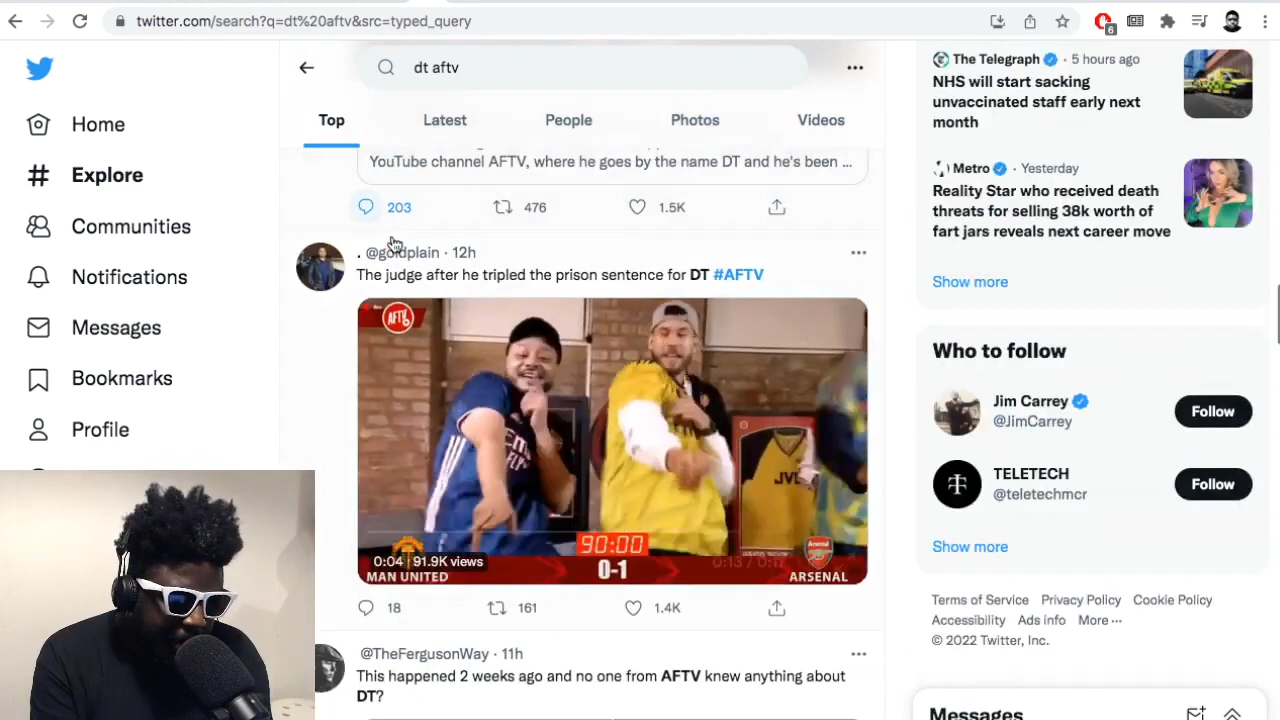 twitter.com/search?q=dt%20aftv&src=typed_query
6
dt aftv
Home
Explore
Communities
Notifications
Messages
Bookmarks
Profile
Top Latest People Photos Videos
YouTube channel AFTV, where he goes by the name DT and he's been ...
203 476 1.5K
. @goldplain · 12h
The judge after he tripled the prison sentence for DT #AFTV
AFTV
90:00
0:04 91.9K views
MAN UNITED 0-1 ARSENAL
18 161 1.4K
@TheFergusonWay · 11h
This happened 2 weeks ago and no one from AFTV knew anything about
DT?
The Telegraph · 5 hours ago
NHS will start sacking
unvaccinated staff early next
month
Metro · Yesterday
Reality Star who received death
threats for selling 38k worth of
fart jars reveals next career move
Show more
Who to follow
Jim Carrey
@JimCarrey
Follow
TELETECH
@teletechmcr
Follow
Show more
Terms of Service Privacy Policy Cookie Policy
Accessibility Ads info More ···
© 2022 Twitter, Inc.
Messages